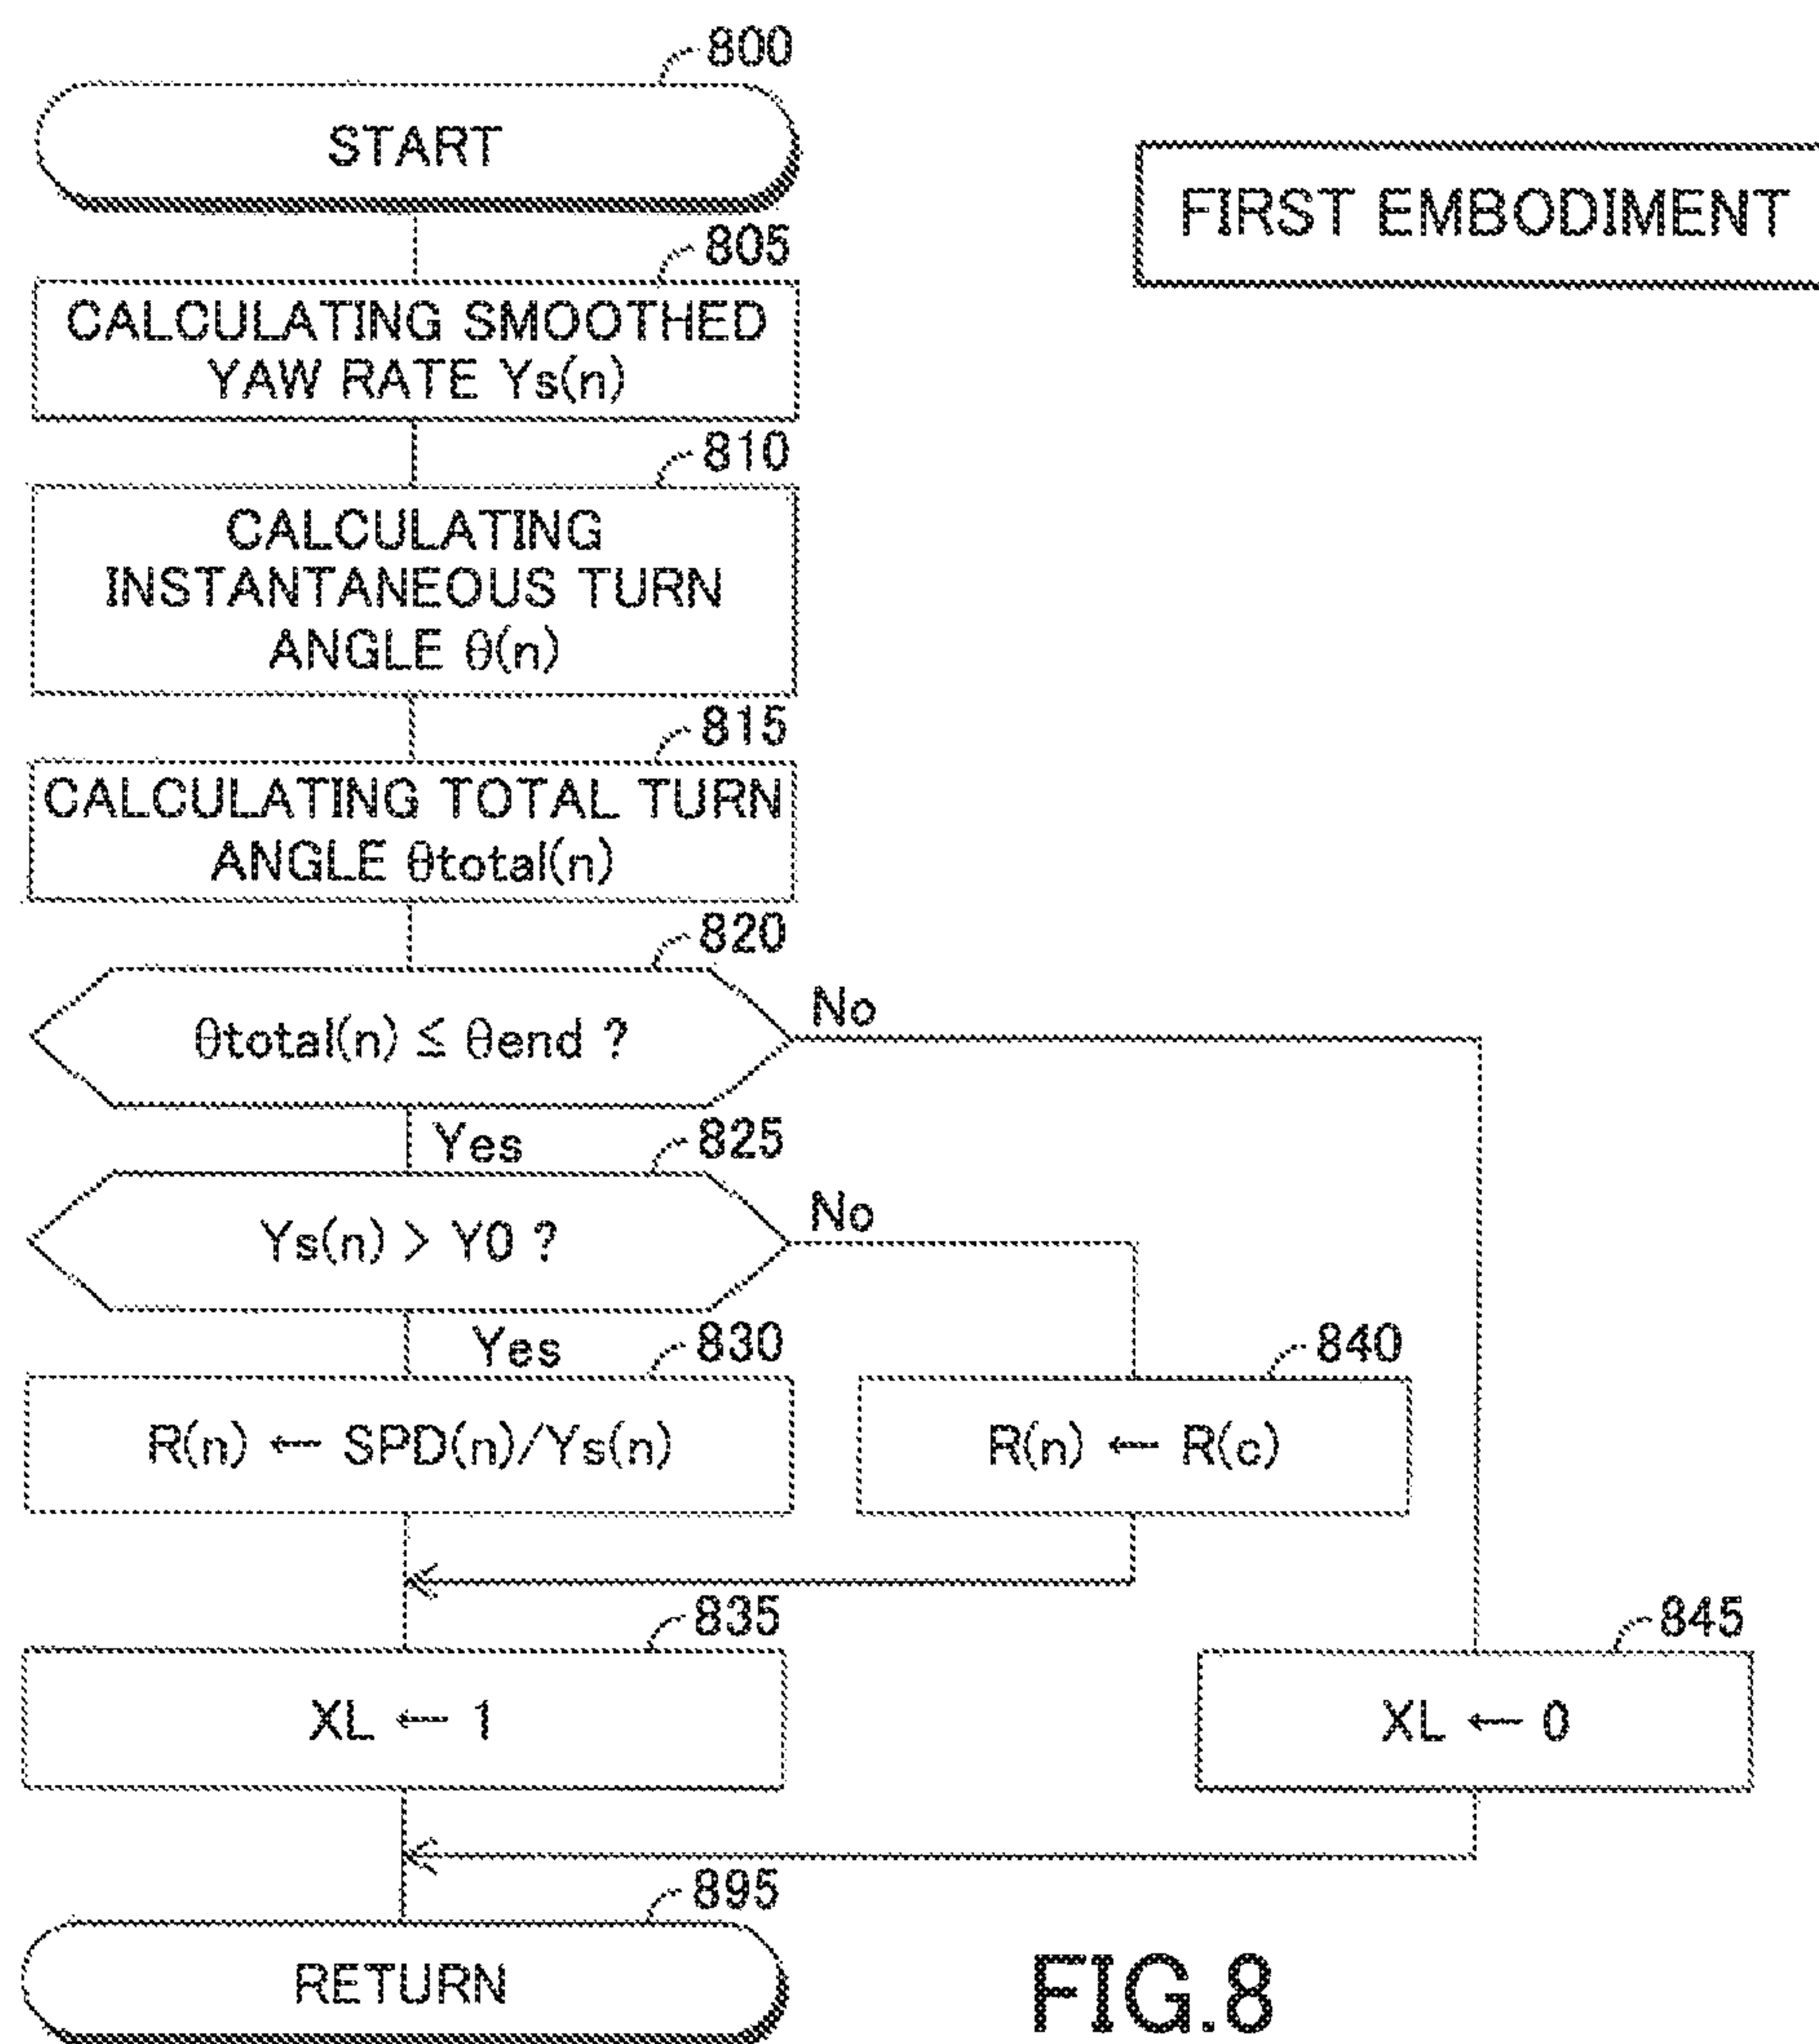 800
START
FIRST EMBODIMENT
805
CALCULATING SMOOTHED
YAW RATE Ys(n)
810
CALCULATING
INSTANTANEOUS TURN
ANGLE θ(n)
815
CALCULATING TOTAL TURN
ANGLE θtotal(n)
820
θtotal(n) ≦ θend ?
No
Yes
825
Ys(n) > Y0 ?
No
Yes
830
R(n) ← SPD(n)/Ys(n)
840
R(n) ← R(c)
835
XL ← 1
845
XL ← 0
895
RETURN
FIG.8